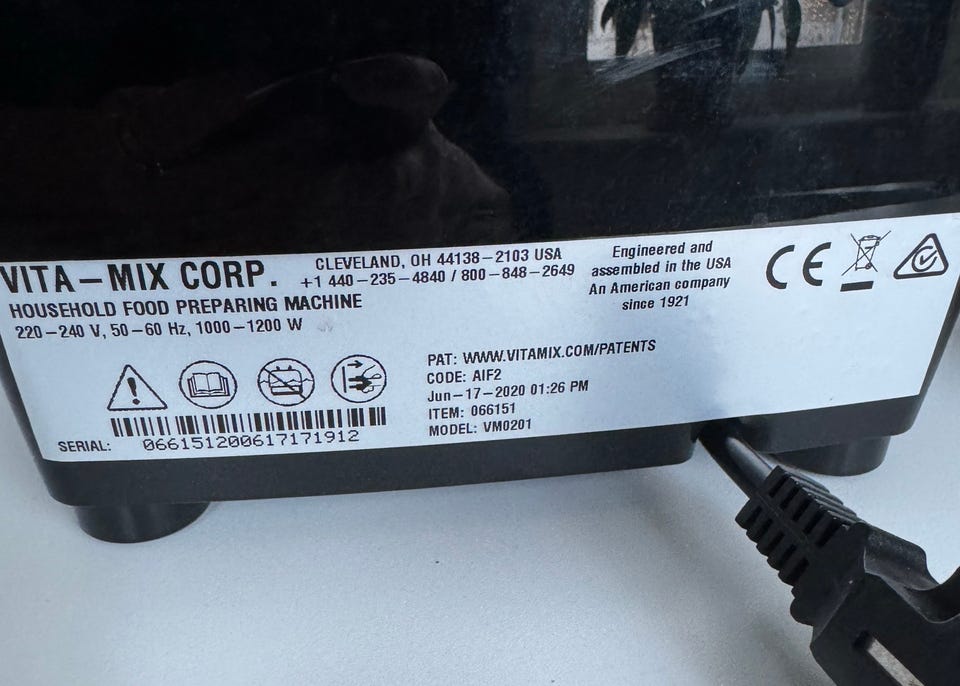 VITA-MIX CORP.
CLEVELAND, OH 44138-2103 USA
+1 440-235-4840 / 800-848-2649
HOUSEHOLD FOOD PREPARING MACHINE
220-240 V, 50-60 Hz, 1000-1200 W
Engineered and
assembled in the USA
An American company
since 1921
CE
PAT: WWW.VITAMIX.COM/PATENTS
CODE: AIF2
Jun-17-2020 01:26 PM
ITEM: 066151
MODEL: VM0201
SERIAL: 066151200617171912